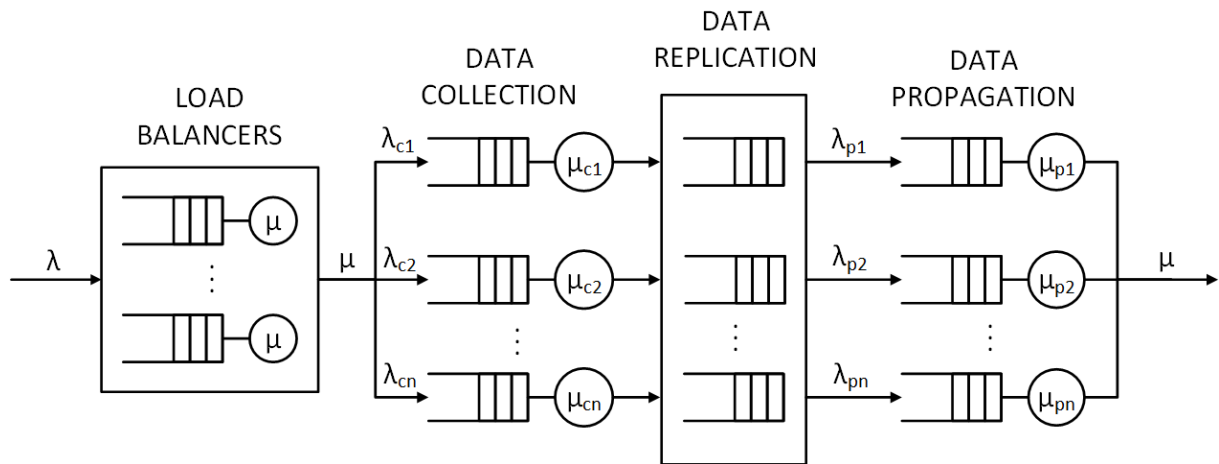 LOAD
BALANCERS
DATA
COLLECTION
DATA
REPLICATION
DATA
PROPAGATION
λ
μ
⋮
μ
μ
λc1
λc2
λcn
μc1
μc2
⋮
μcn
⋮
λp1
λp2
λpn
μp1
μp2
⋮
μpn
μ